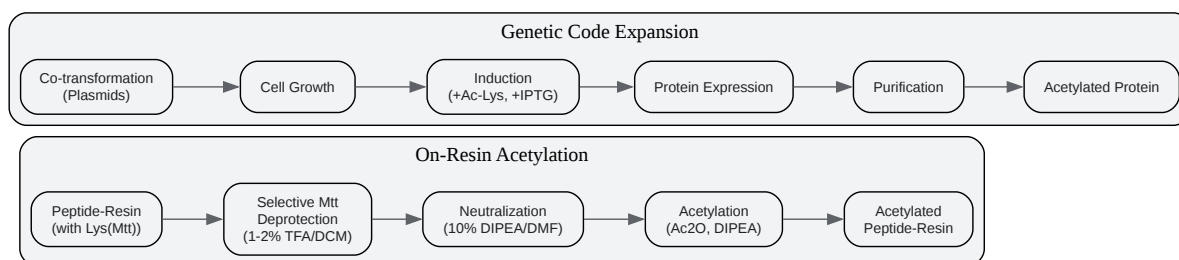 Genetic Code Expansion
Co-transformation
(Plasmids)
Cell Growth
Induction
(+Ac-Lys, +IPTG)
Protein Expression
Purification
Acetylated Protein
On-Resin Acetylation
Peptide-Resin
(with Lys(Mtt))
Selective Mtt
Deprotection
(1-2% TFA/DCM)
Neutralization
(10% DIPEA/DMF)
Acetylation
(Ac2O, DIPEA)
Acetylated
Peptide-Resin